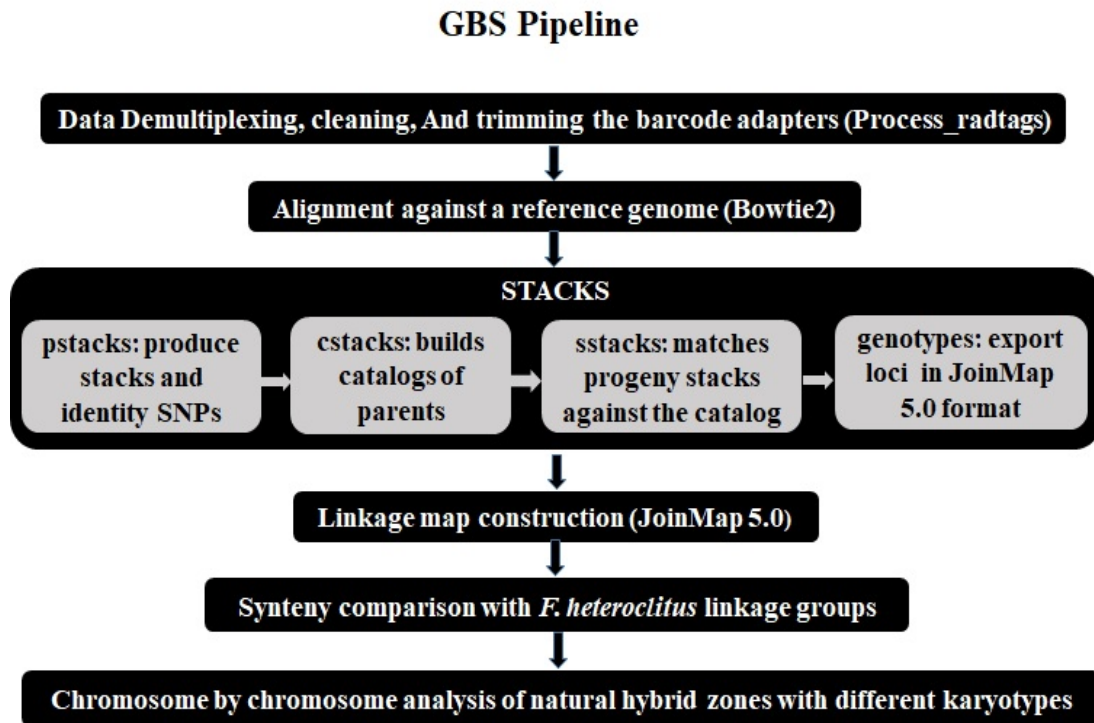 GBS Pipeline
Data Demultiplexing, cleaning, And trimming the barcode adapters (Process_radtags)
Alignment against a reference genome (Bowtie2)
STACKS
pstacks: produce
stacks and
identity SNPs
cstacks: builds
catalogs of
parents
sstacks: matches
progeny stacks
against the catalog
genotypes: export
loci in JoinMap
5.0 format
Linkage map construction (JoinMap 5.0)
Synteny comparison with F. heteroclitus linkage groups
Chromosome by chromosome analysis of natural hybrid zones with different karyotypes